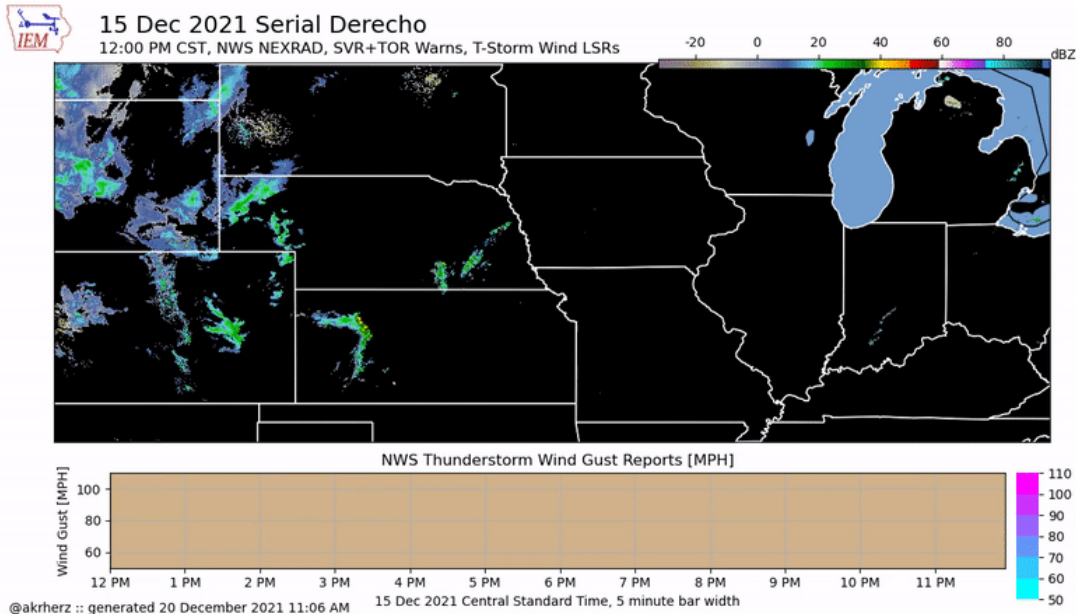 IEM
15 Dec 2021 Serial Derecho
12:00 PM CST, NWS NEXRAD, SVR+TOR Warns, T-Storm Wind LSRs
-20 0 20 40 60 80 dBZ
NWS Thunderstorm Wind Gust Reports [MPH]
Wind Gust [MPH]
100
80
60
12 PM 1 PM 2 PM 3 PM 4 PM 5 PM 6 PM 7 PM 8 PM 9 PM 10 PM 11 PM
110
100
90
80
70
60
50
15 Dec 2021 Central Standard Time, 5 minute bar width
@akrherz :: generated 20 December 2021 11:06 AM